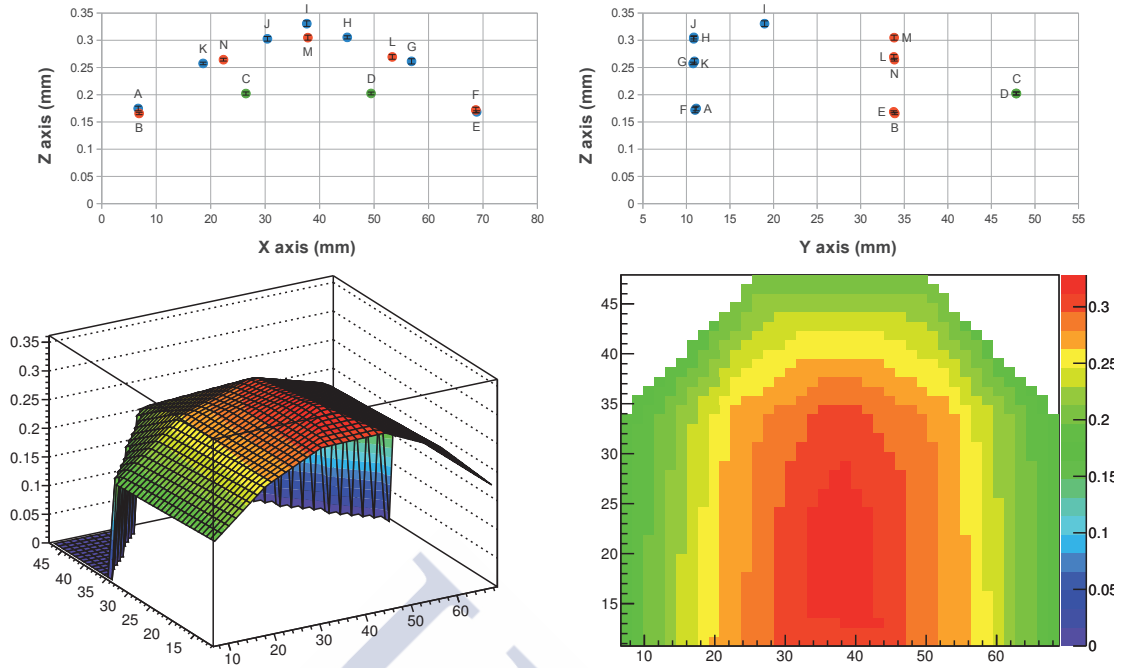 0.35
0.3
0.25
0.2
0.15
0.1
0.05
0
Z axis (mm)
A
B
K
N
C
J
I
M
H
D
L
G
F
E
0 10 20 30 40 50 60 70 80
X axis (mm)
0.35
0.3
0.25
0.2
0.15
0.1
0.05
0
Z axis (mm)
J
H
G
K
F
A
I
M
L
N
E
B
C
D
5 10 15 20 25 30 35 40 45 50 55
Y axis (mm)
0.35
0.3
0.25
0.2
0.15
0.1
0.05
0
45
40
35
30
25
20
15
10
20
30
40
50
60
45
40
35
30
25
20
15
10 20 30 40 50 60
0.3
0.25
0.2
0.15
0.1
0.05
0